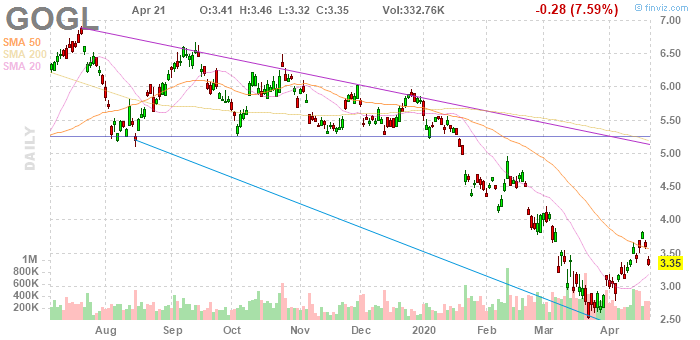 GOGL
Apr 21 O:3.41 H:3.46 L:3.32 C:3.35 Vol:332.76K -0.28 (7.59%)
© finviz.com
SMA 50
SMA 200
SMA 20
DAILY
7.00
6.50
6.00
5.50
5.00
4.50
4.00
3.50
3.35
3.00
2.50
1M
800K
600K
400K
200K
Aug Sep Oct Nov Dec 2020 Feb Mar Apr